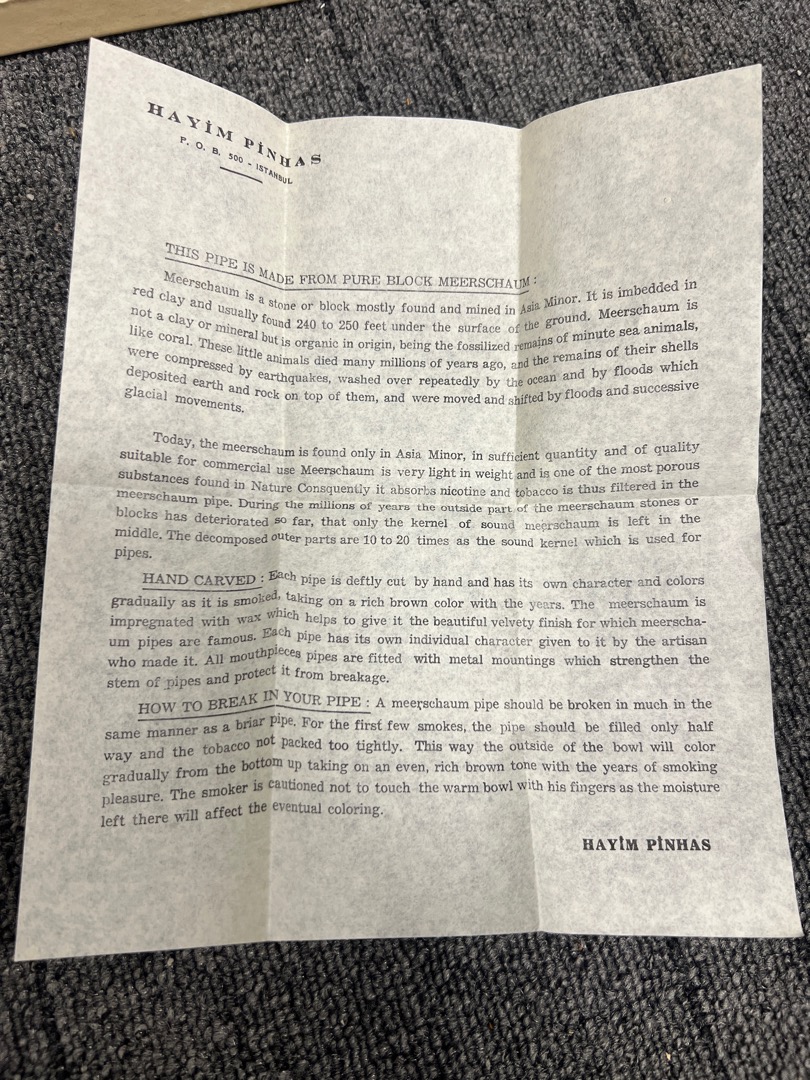 HAYİM PİNHAS
P. O. B. 500 - ISTANBUL
THIS PIPE IS MADE FROM PURE BLOCK MEERSCHAUM :
Meerschaum is a stone or block mostly found and mined in Asia Minor. It is imbedded in
red clay and usually found 240 to 250 feet under the surface of the ground. Meerschaum is
not a clay or mineral but is organic in origin, being the fossilized remains of minute sea animals,
like coral. These little animals died many millions of years ago, and the remains of their shells
were compressed by earthquakes, washed over repeatedly by the ocean and by floods which
deposited earth and rock on top of them, and were moved and shifted by floods and successive
glacial movements.
Today, the meerschaum is found only in Asia Minor, in sufficient quantity and of quality
suitable for commercial use Meerschaum is very light in weight and is one of the most porous
substances found in Nature Consquently it absorbs nicotine and tobacco is thus filtered in the
meerschaum pipe. During the millions of years the outside part of the meerschaum stones or
blocks has deteriorated so far, that only the kernel of sound meerschaum is left in the
middle. The decomposed outer parts are 10 to 20 times as the sound kernel which is used for
pipes.
HAND CARVED : Each pipe is deftly cut by hand and has its own character and colors
gradually as it is smoked, taking on a rich brown color with the years. The meerschaum is
impregnated with wax which helps to give it the beautiful velvety finish for which meerscha-
um pipes are famous. Each pipe has its own individual character given to it by the artisan
who made it. All mouthpieces pipes are fitted with metal mountings which strengthen the
stem of pipes and protect it from breakage.
HOW TO BREAK IN YOUR PIPE : A meerschaum pipe should be broken in much in the
same manner as a briar pipe. For the first few smokes, the pipe should be filled only half
way and the tobacco not packed too tightly. This way the outside of the bowl will color
gradually from the bottom up taking on an even, rich brown tone with the years of smoking
pleasure. The smoker is cautioned not to touch the warm bowl with his fingers as the moisture
left there will affect the eventual coloring.
HAYİM PİNHAS